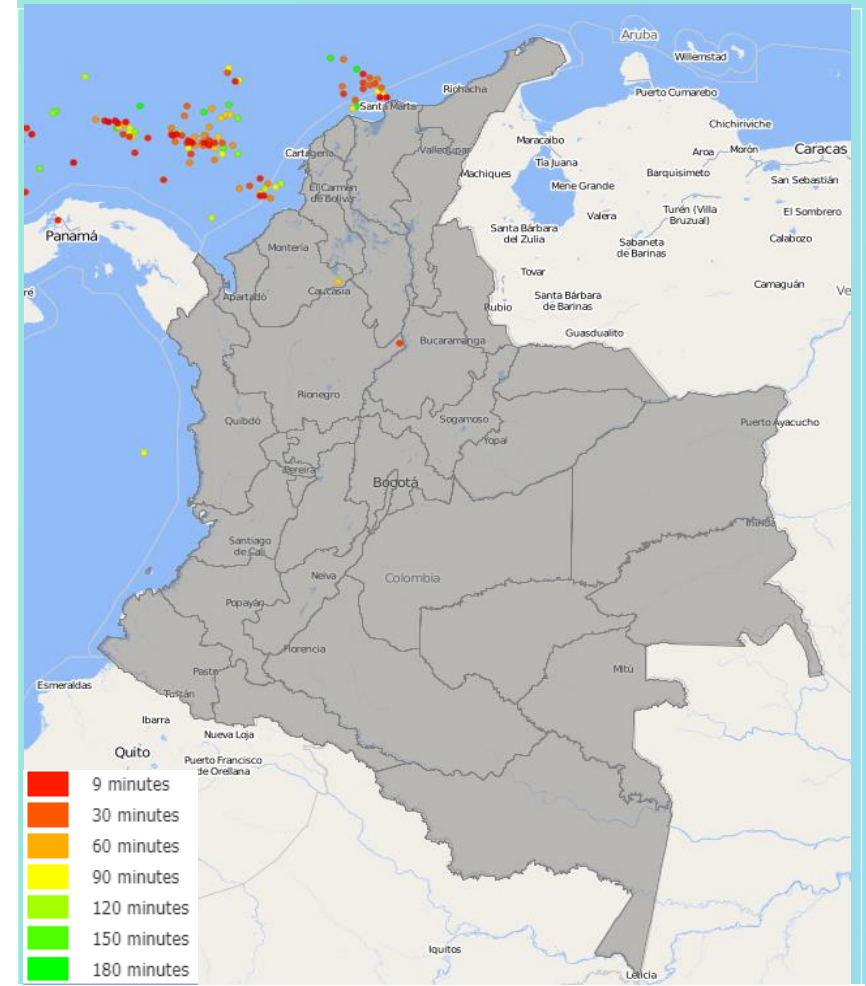 Aruba
Willemstad
Riohacha
Puerto Cumarebo
Santa Marta
Chichiriviche
Maracaibo
Caracas
Cartagena
Valledupar
Aroa
Morón
Tia Juana
Barquisimeto
Machiques
San Sebastián
Mene Grande
El Carmen
de Bolívar
Turén (Villa
Bruzual)
Valera
El Sombrero
Panamá
Santa Bárbara
del Zulia
Montería
Sabaneta
de Barinas
Calabozo
Tovar
Camaguán
Ve
ré
Apartadó
Caucasia
Santa Bárbara
de Barinas
Rubio
Guasdualito
Bucaramanga
Rionegro
Quibdó
Sogamoso
Puerto Ayacucho
Yopal
Pereira
Bogotá
Inírida
Santiago
de Cali
Neiva
Colombia
Popayán
Florencia
Mitú
Pasto
Esmeraldas
Tulcán
Ibarra
Nueva Loja
Quito
Puerto Francisco
de Orellana
9 minutes
30 minutes
60 minutes
90 minutes
120 minutes
150 minutes
180 minutes
Iquitos
Leticia